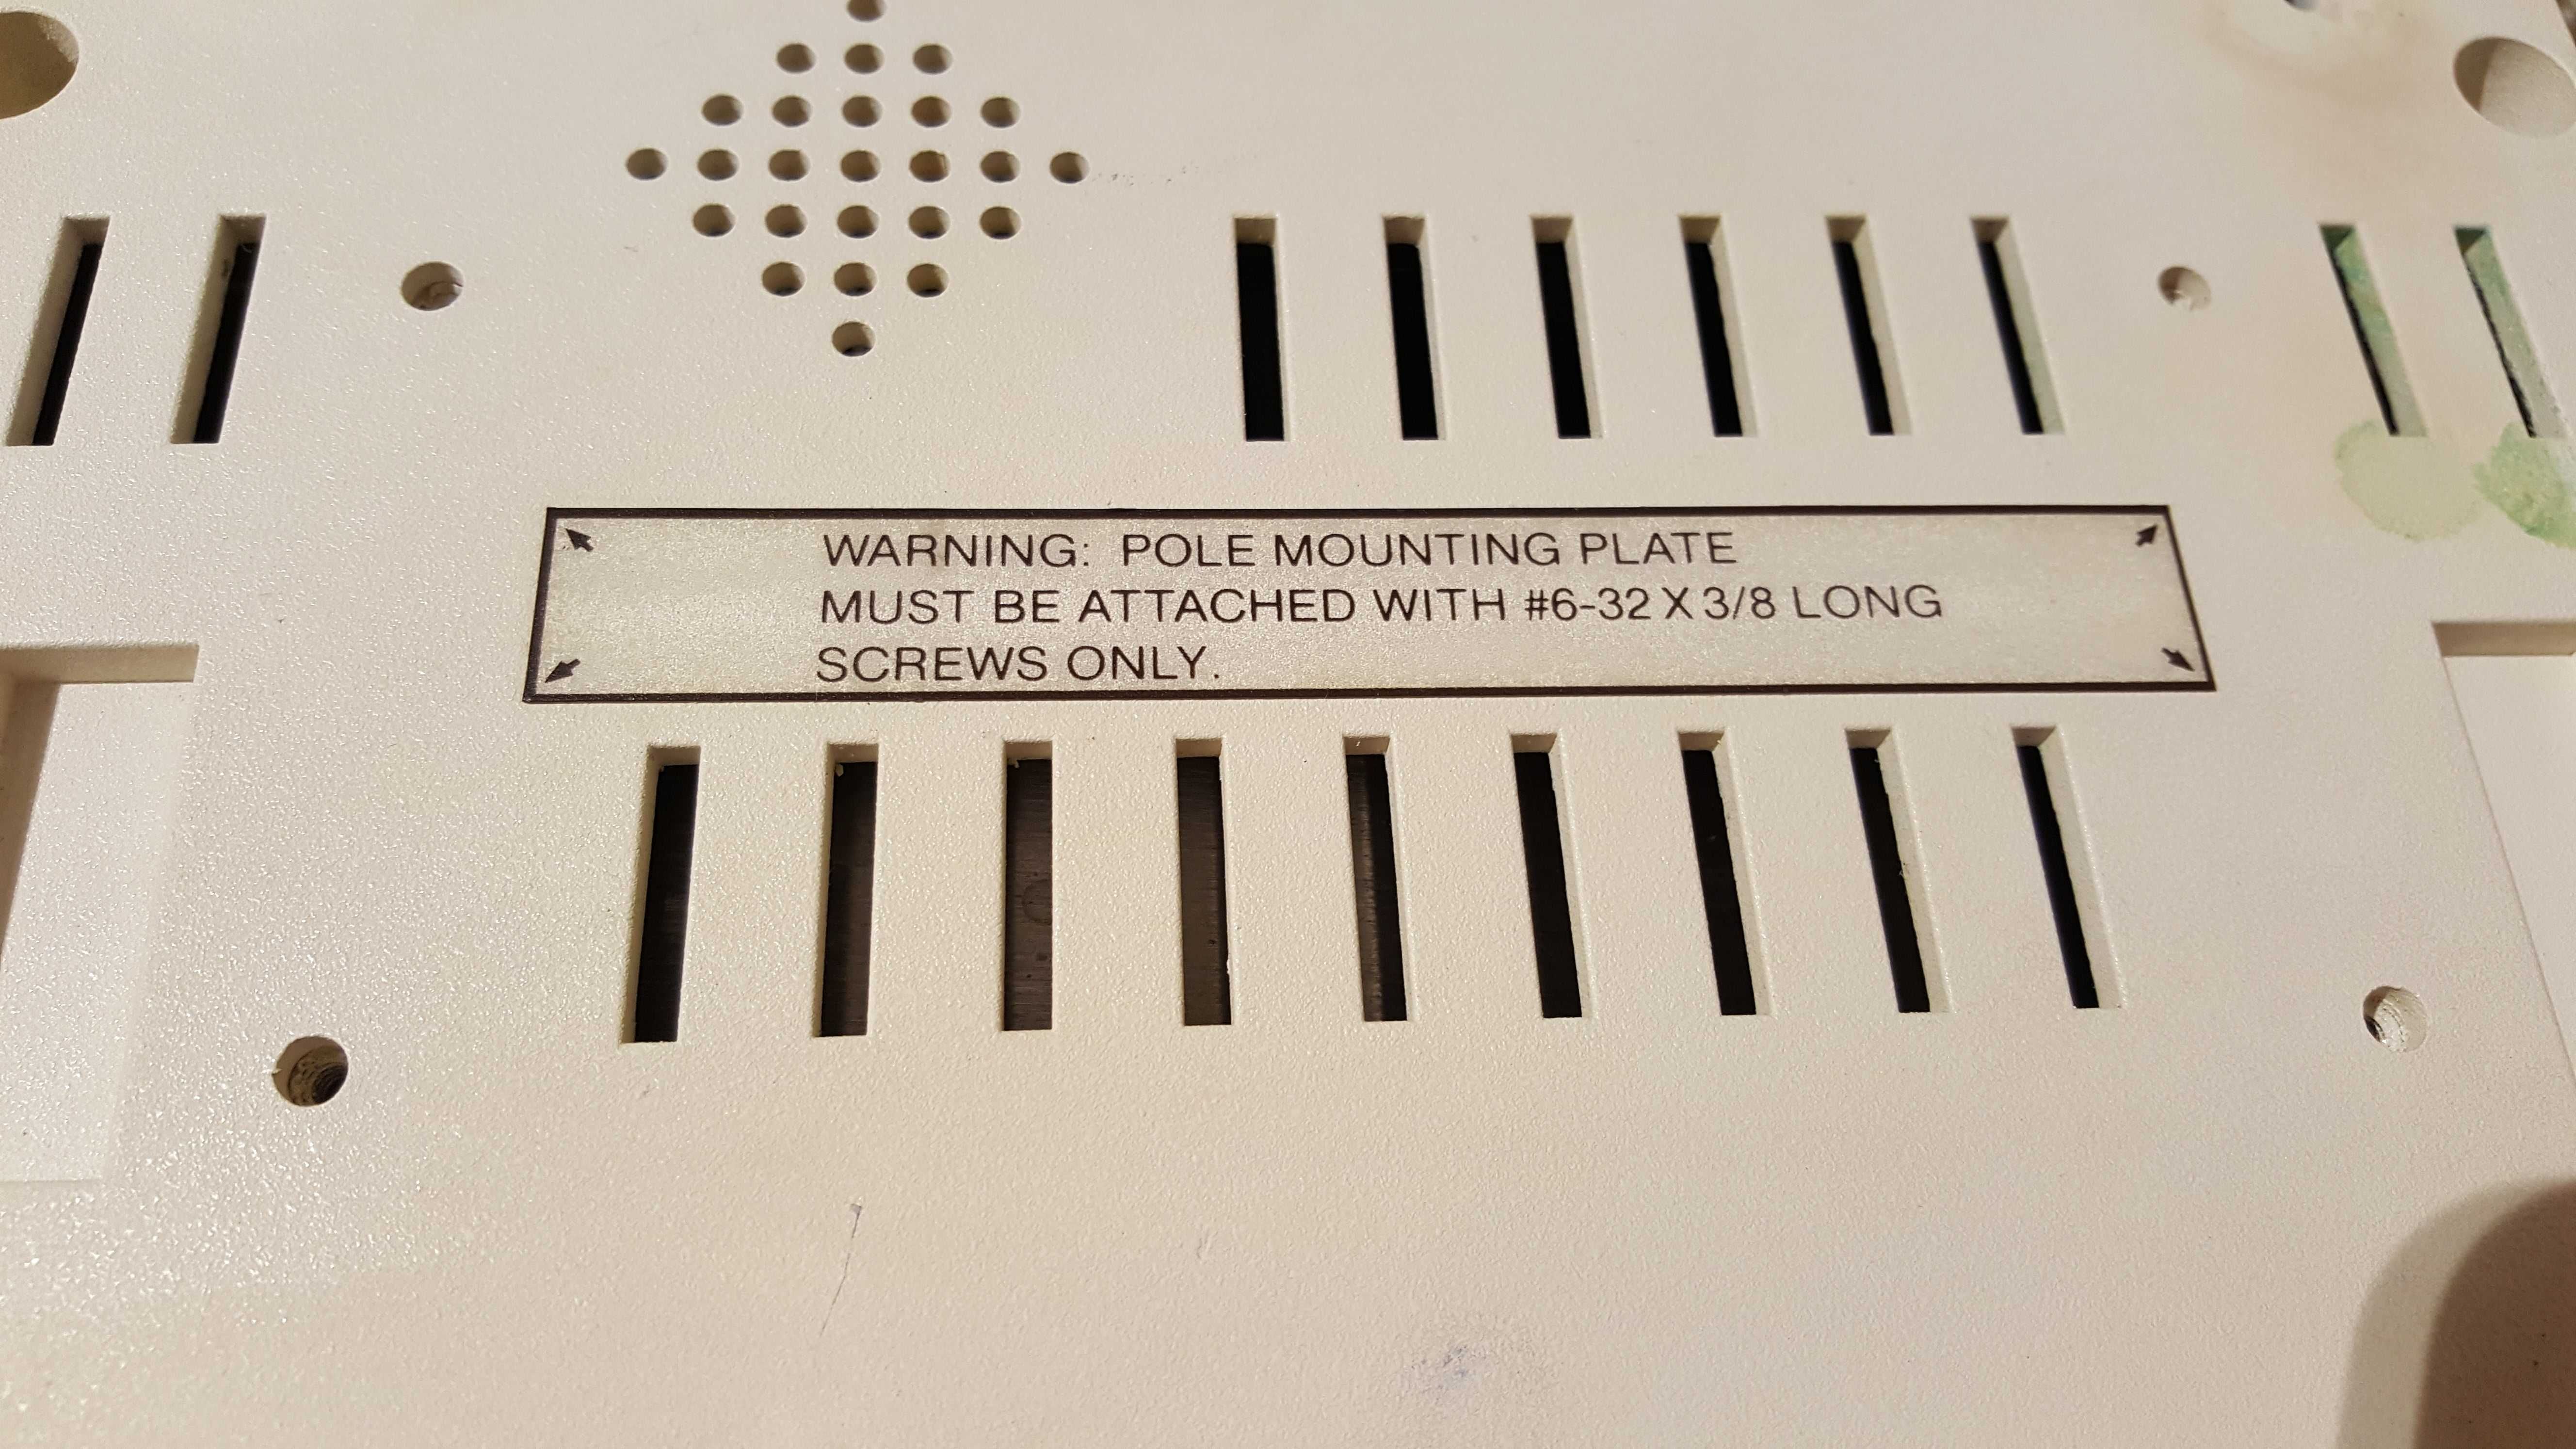 WARNING: POLE MOUNTING PLATE
MUST BE ATTACHED WITH #6-32 X 3/8 LONG
SCREWS ONLY.